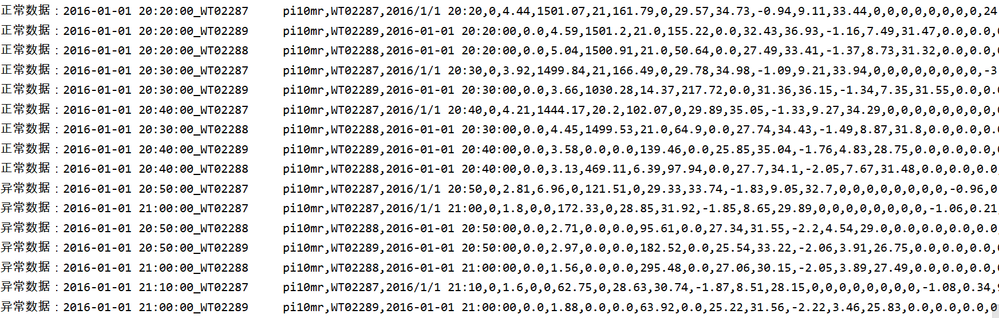 正常数据：2016-01-01 20:20:00_WT02287 pi10mr,WT02287,2016/1/1 20:20,0,4.44,1501.07,21,161.79,0,29.57,34.73,-0.94,9.11,33.44,0,0,0,0,0,0,0,0,24
正常数据：2016-01-01 20:20:00_WT02289 pi10mr,WT02289,2016-01-01 20:20:00,0.0,4.59,1501.2,21.0,155.22,0.0,32.43,36.93,-1.16,7.49,31.47,0.0,0.0,
正常数据：2016-01-01 20:20:00_WT02288 pi10mr,WT02288,2016-01-01 20:20:00,0.0,5.04,1500.91,21.0,50.64,0.0,27.49,33.41,-1.37,8.73,31.32,0.0,0.0,
正常数据：2016-01-01 20:30:00_WT02287 pi10mr,WT02287,2016/1/1 20:30,0,3.92,1499.84,21,166.49,0,29.78,34.98,-1.09,9.21,33.94,0,0,0,0,0,0,0,0,-3
正常数据：2016-01-01 20:30:00_WT02289 pi10mr,WT02289,2016-01-01 20:30:00,0.0,3.66,1030.28,14.37,217.72,0.0,31.36,36.15,-1.34,7.35,31.55,0.0,0.0
正常数据：2016-01-01 20:40:00_WT02287 pi10mr,WT02287,2016/1/1 20:40,0,4.21,1444.17,20.2,102.07,0,29.89,35.05,-1.33,9.27,34.29,0,0,0,0,0,0,0,0
正常数据：2016-01-01 20:30:00_WT02288 pi10mr,WT02288,2016-01-01 20:30:00,0.0,4.45,1499.53,21.0,64.9,0.0,27.74,34.43,-1.49,8.87,31.8,0.0,0.0,0.0
正常数据：2016-01-01 20:40:00_WT02289 pi10mr,WT02289,2016-01-01 20:40:00,0.0,3.58,0.0,0.0,139.46,0.0,25.85,35.04,-1.76,4.83,28.75,0.0,0.0,0.0,
正常数据：2016-01-01 20:40:00_WT02288 pi10mr,WT02288,2016-01-01 20:40:00,0.0,3.13,469.11,6.39,97.94,0.0,27.7,34.1,-2.05,7.67,31.48,0.0,0.0,0.0,
异常数据：2016-01-01 20:50:00_WT02287 pi10mr,WT02287,2016/1/1 20:50,0,2.81,6.96,0,121.51,0,29.33,33.74,-1.83,9.05,32.7,0,0,0,0,0,0,0,0,-0.96,0
异常数据：2016-01-01 21:00:00_WT02287 pi10mr,WT02287,2016/1/1 21:00,0,1.8,0,0,172.33,0,28.85,31.92,-1.85,8.65,29.89,0,0,0,0,0,0,0,0,-1.06,0.21,
异常数据：2016-01-01 20:50:00_WT02288 pi10mr,WT02288,2016-01-01 20:50:00,0.0,2.71,0.0,0.0,95.61,0.0,27.34,31.55,-2.2,4.54,29.0,0.0,0.0,0.0,0.0,
异常数据：2016-01-01 20:50:00_WT02289 pi10mr,WT02289,2016-01-01 20:50:00,0.0,2.97,0.0,0.0,182.52,0.0,25.54,33.22,-2.06,3.91,26.75,0.0,0.0,0.0,
异常数据：2016-01-01 21:00:00_WT02288 pi10mr,WT02288,2016-01-01 21:00:00,0.0,1.56,0.0,0.0,295.48,0.0,27.06,30.15,-2.05,3.89,27.49,0.0,0.0,0.0,
异常数据：2016-01-01 21:10:00_WT02287 pi10mr,WT02287,2016/1/1 21:10,0,1.6,0,0,62.75,0,28.63,30.74,-1.87,8.51,28.15,0,0,0,0,0,0,0,0,-1.08,0.34,
异常数据：2016-01-01 21:00:00_WT02289 pi10mr,WT02289,2016-01-01 21:00:00,0.0,1.88,0.0,0.0,63.92,0.0,25.22,31.56,-2.22,3.46,25.83,0.0,0.0,0.0,0